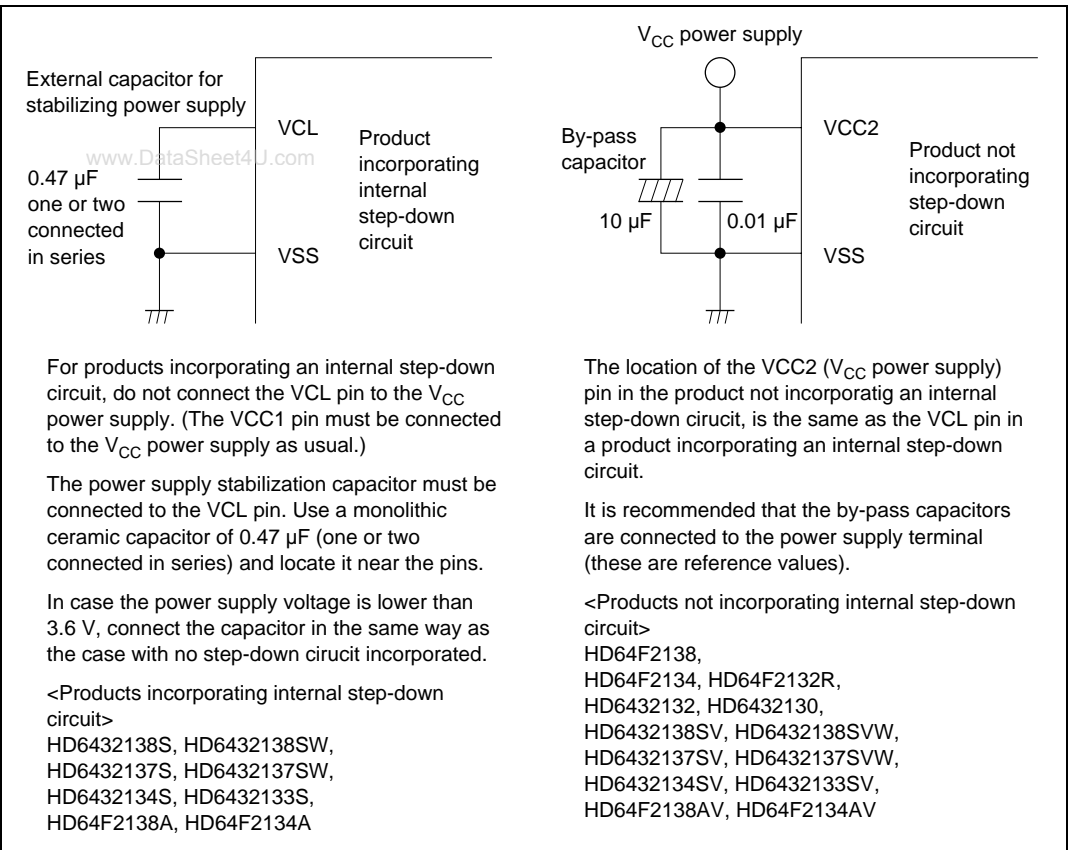 External capacitor for
stabilizing power supply
VCL
Product
incorporating
internal
step-down
circuit
www.DataSheet4U.com
0.47 µF
one or two
connected
in series
VSS
For products incorporating an internal step-down
circuit, do not connect the VCL pin to the VCC
power supply. (The VCC1 pin must be connected
to the VCC power supply as usual.)
The power supply stabilization capacitor must be
connected to the VCL pin. Use a monolithic
ceramic capacitor of 0.47 µF (one or two
connected in series) and locate it near the pins.
In case the power supply voltage is lower than
3.6 V, connect the capacitor in the same way as
the case with no step-down cirucit incorporated.
<Products incorporating internal step-down
circuit>
HD6432138S, HD6432138SW,
HD6432137S, HD6432137SW,
HD6432134S, HD6432133S,
HD64F2138A, HD64F2134A
VCC power supply
By-pass
capacitor
VCC2
Product not
incorporating
step-down
circuit
10 µF
0.01 µF
VSS
The location of the VCC2 (VCC power supply)
pin in the product not incorporatig an internal
step-down cirucit, is the same as the VCL pin in
a product incorporating an internal step-down
circuit.
It is recommended that the by-pass capacitors
are connected to the power supply terminal
(these are reference values).
<Products not incorporating internal step-down
circuit>
HD64F2138,
HD64F2134, HD64F2132R,
HD6432132, HD6432130,
HD6432138SV, HD6432138SVW,
HD6432137SV, HD6432137SVW,
HD6432134SV, HD6432133SV,
HD64F2138AV, HD64F2134AV